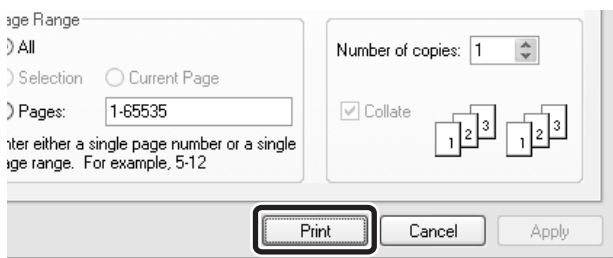 age Range
All
Number of copies: 1
Selection Current Page
Pages: 1-65535
Collate
1 2 3 1 2 3
nter either a single page number or a single
age range. For example, 5-12
Print Cancel Apply